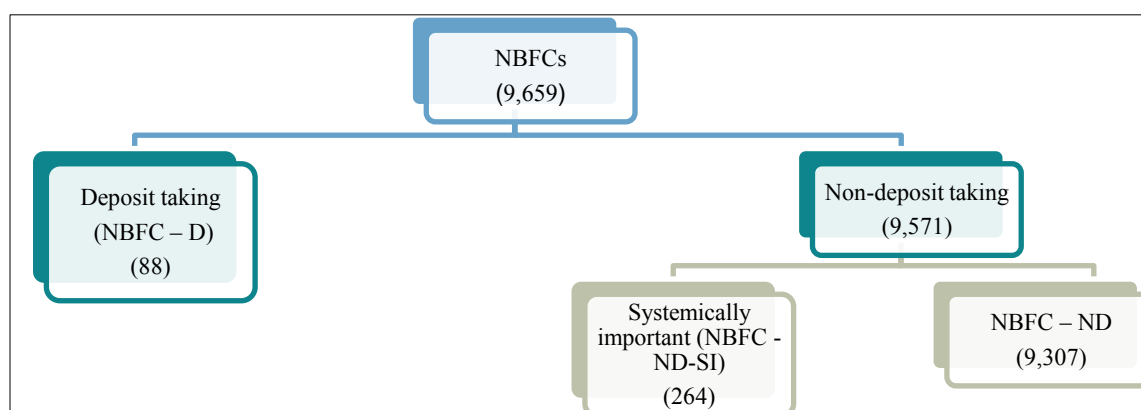 NBFCs
(9,659)
Deposit taking
(NBFC – D)
(88)
Non-deposit taking
(9,571)
Systemically
important (NBFC -
ND-SI)
(264)
NBFC – ND
(9,307)